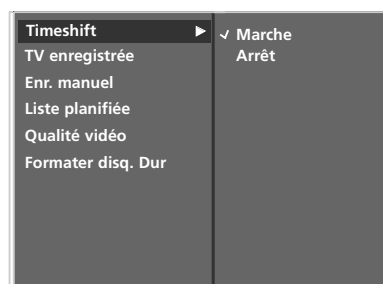 Timeshift
TV enregistrée
Enr. manuel
Liste planifiée
Qualité vidéo
Formater disq. Dur
Marche
Arrêt